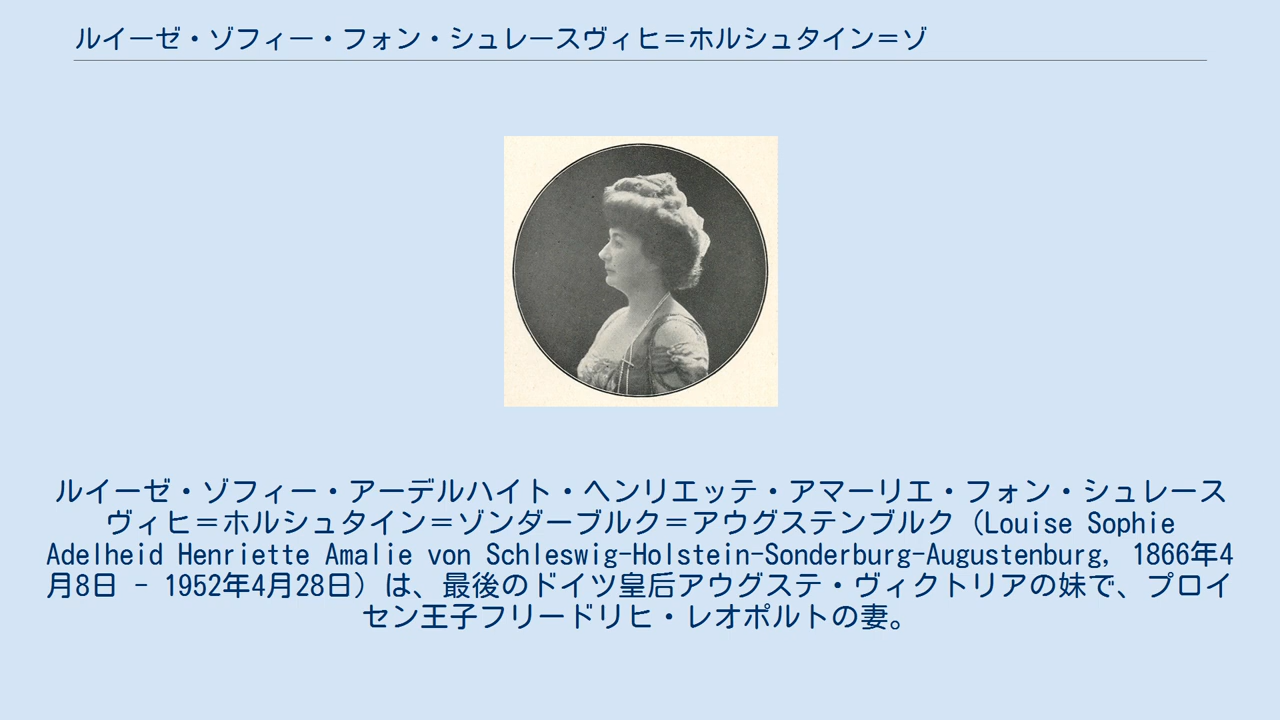 ルイーゼ・ゾフィー・フォン・シュレースヴィヒ＝ホルシュタイン＝ゾ
ルイーゼ・ゾフィー・アーデルハイト・ヘンリエッテ・アマーリエ・フォン・シュレース
ヴィヒ＝ホルシュタイン＝ゾンダーブルク＝アウグステンブルク（Louise Sophie
Adelheid Henriette Amalie von Schleswig-Holstein-Sonderburg-Augustenburg, 1866年4
月8日 - 1952年4月28日）は、最後のドイツ皇后アウグステ・ヴィクトリアの妹で、プロイ
セン王子フリードリヒ・レオポルトの妻。